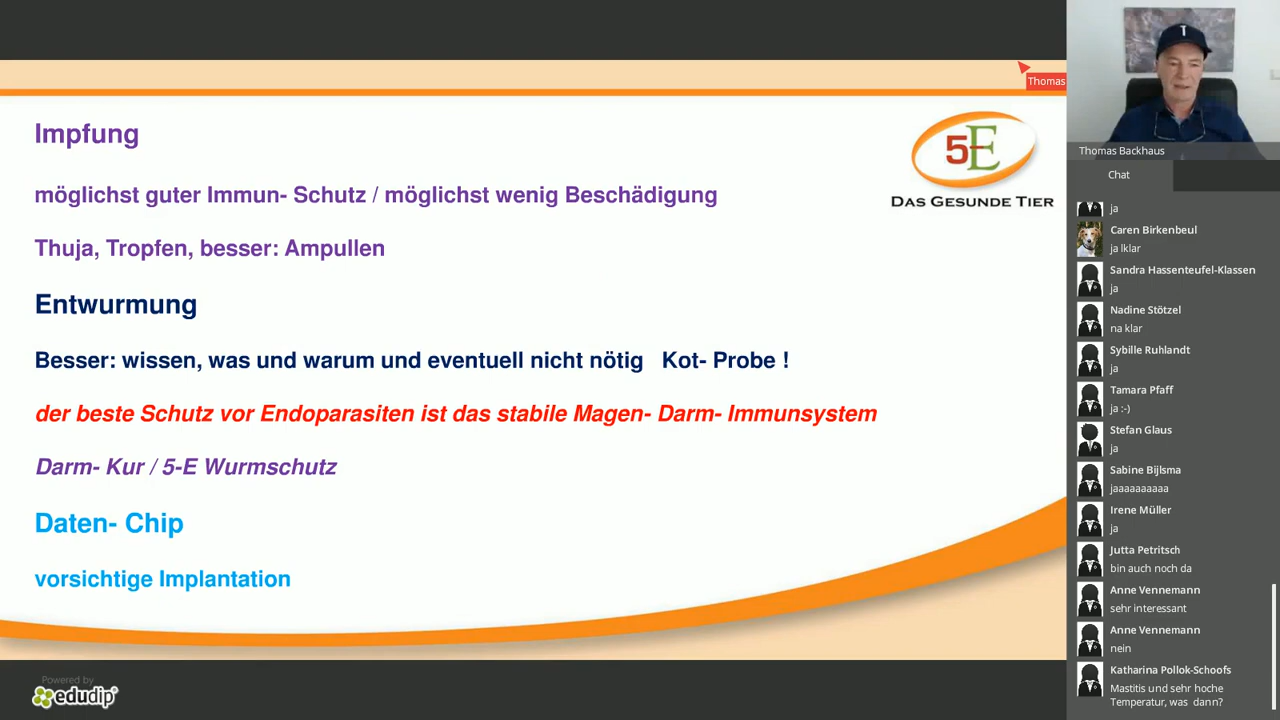 Impfung
möglichst guter Immun- Schutz / möglichst wenig Beschädigung
Thuja, Tropfen, besser: Ampullen
Entwurmung
Besser: wissen, was und warum und eventuell nicht nötig   Kot- Probe !
der beste Schutz vor Endoparasiten ist das stabile Magen- Darm- Immunsystem
Darm- Kur / 5-E Wurmschutz
Daten- Chip
vorsichtige Implantation
5E
DAS GESUNDE TIER
Thomas
Powered by
edudip
Thomas Backhaus
Chat
ja
Caren Birkenbeul
ja lklar
Sandra Hassenteufel-Klassen
ja
Nadine Stötzel
na klar
Sybille Ruhlandt
ja
Tamara Pfaff
ja :-)
Stefan Glaus
ja
Sabine Bijlsma
jaaaaaaaaaa
Irene Müller
ja
Jutta Petritsch
bin auch noch da
Anne Vennemann
sehr interessant
Anne Vennemann
nein
Katharina Pollok-Schoofs
Mastitis und sehr hoche
Temperatur, was dann?